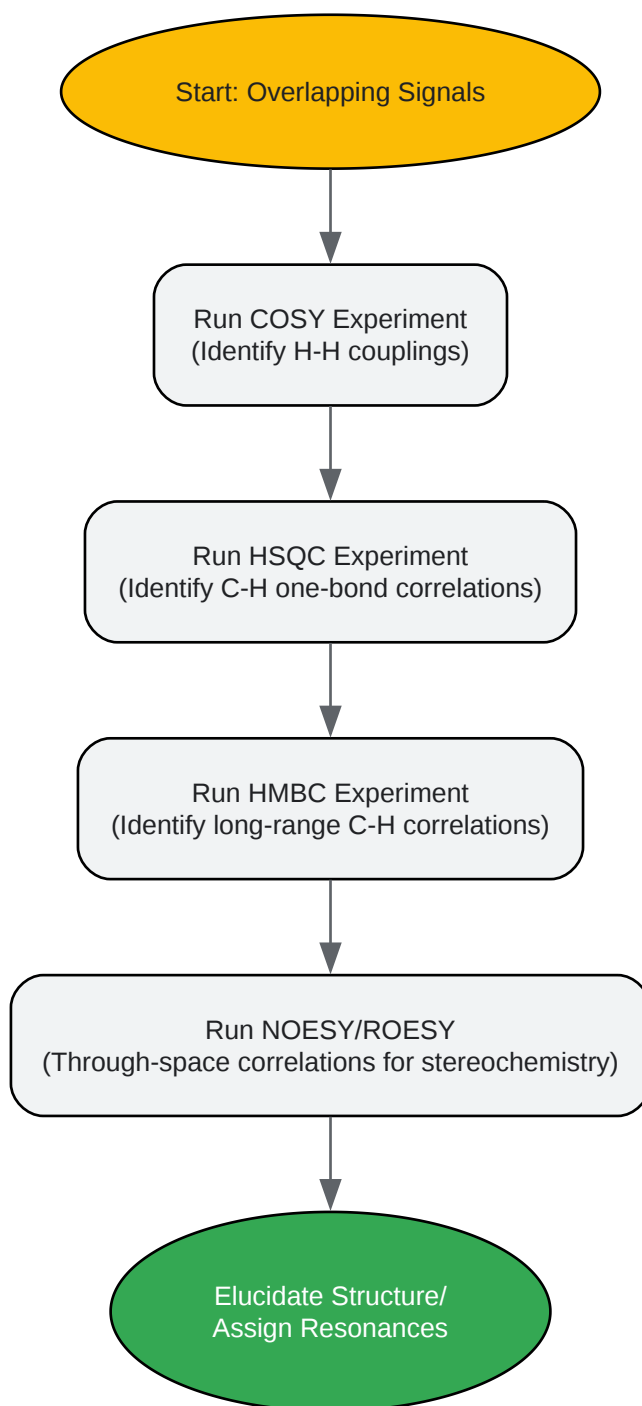 Start: Overlapping Signals
Run COSY Experiment
(Identify H-H couplings)
Run HSQC Experiment
(Identify C-H one-bond correlations)
Run HMBC Experiment
(Identify long-range C-H correlations)
Run NOESY/ROESY
(Through-space correlations for stereochemistry)
Elucidate Structure/
Assign Resonances